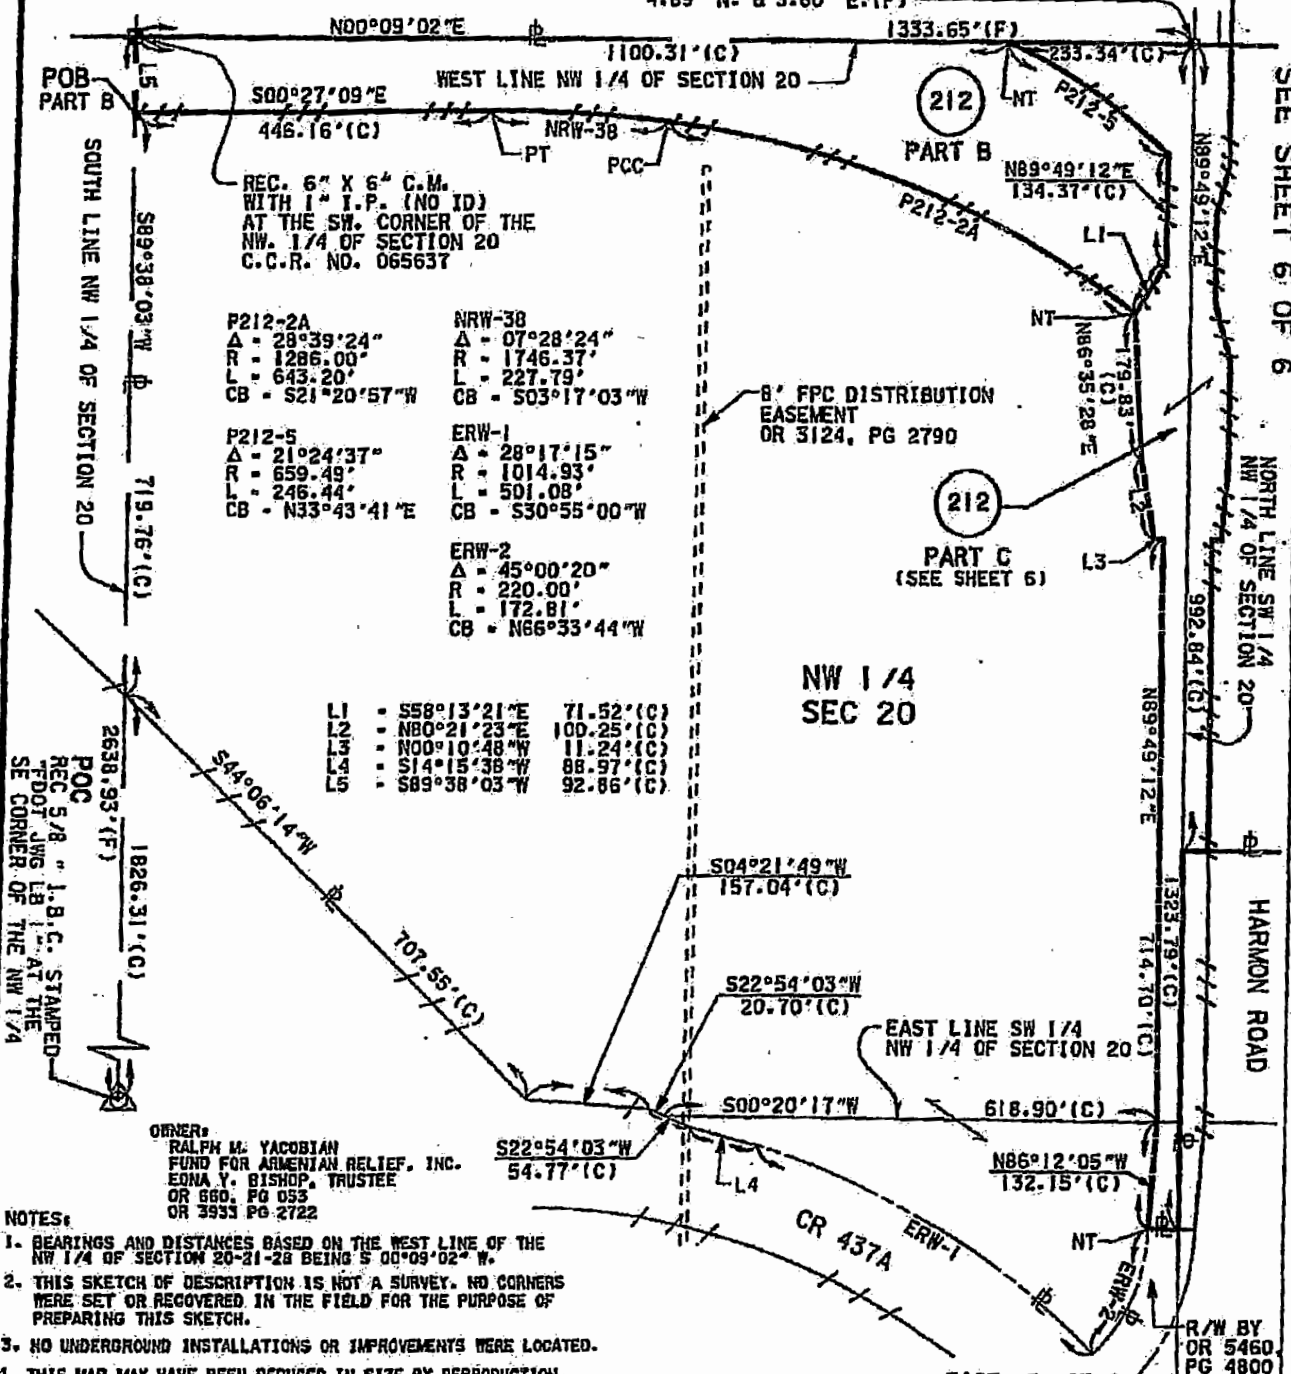 N00°09'02"E
1333.65'(F)
1100.31'(C)
233.34'(C)
WEST LINE NW 1/4 OF SECTION 20
POB
PART B
L5
S00°27'09"E
446.16'(C)
NRW-38
PT
PCC
NT
P212-5
212
PART B
N89°49'12"E
134.37'(C)
P212-2A
L1
NT
N89°49'12"E
SEE SHEET 6 OF 6
REC. 6" X 6" C.M.
WITH 1" I.P. (NO ID)
AT THE SW. CORNER OF THE
NW. 1/4 OF SECTION 20
C.C.R. NO. 065637
SOUTH LINE NW 1/4 OF SECTION 20
S89°38'03"W
719.76'(C)
P212-2A
Δ = 28°39'24"
R = 1286.00'
L = 643.20'
CB = S21°20'57"W
NRW-38
Δ = 07°28'24"
R = 1746.37'
L = 227.79'
CB = S03°17'03"W
P212-5
Δ = 21°24'37"
R = 659.49'
L = 246.44'
CB = N33°43'41"E
ERW-1
Δ = 28°17'15"
R = 1014.93'
L = 501.08'
CB = S30°55'00"W
ERW-2
Δ = 45°00'20"
R = 220.00'
L = 172.81'
CB = N66°33'44"W
8' FPC DISTRIBUTION
EASEMENT
OR 3124, PG 2790
N86°35'28"E
179.83'
(C)
L2
L3
212
PART C
(SEE SHEET 6)
NORTH LINE SW 1/4
NW 1/4 OF SECTION 20
992.84'(C)
NW 1/4
SEC 20
L1 = S58°13'21"E 71.52'(C)
L2 = N80°21'23"E 100.25'(C)
L3 = N00°10'48"W 11.24'(C)
L4 = S14°15'38"W 88.97'(C)
L5 = S89°38'03"W 92.86'(C)
N89°49'12"E
714.70'(C)
1323.79'(C)
HARMON ROAD
2638.93'(F)
1826.31'(C)
POC
REC 5/8" I.B.C. STAMPED
"FDOT JWG LB 1" AT THE
SE CORNER OF THE NW 1/4
S44°06'14"W
707.55'(C)
S04°21'49"W
157.04'(C)
S22°54'03"W
20.70'(C)
EAST LINE SW 1/4
NW 1/4 OF SECTION 20
S00°20'17"W
618.90'(C)
S22°54'03"W
54.77'(C)
L4
N86°12'05"W
132.15'(C)
NT
CR 437A
ERW-1
ERW-2
R/W BY
OR 5460,
PG 4800
OWNER:
RALPH M. YACOBIAN
FUND FOR ARMENIAN RELIEF, INC.
EDNA Y. BISHOP, TRUSTEE
OR 660, PG 053
OR 3933 PG 2722
NOTES:
1. BEARINGS AND DISTANCES BASED ON THE WEST LINE OF THE
NW 1/4 OF SECTION 20-21-28 BEING S 00°09'02" W.
2. THIS SKETCH OF DESCRIPTION IS NOT A SURVEY. NO CORNERS
WERE SET OR RECOVERED IN THE FIELD FOR THE PURPOSE OF
PREPARING THIS SKETCH.
3. NO UNDERGROUND INSTALLATIONS OR IMPROVEMENTS WERE LOCATED.
THIS MAP MAY HAVE BEEN REDUCED IN SIZE BY REPRODUCTION